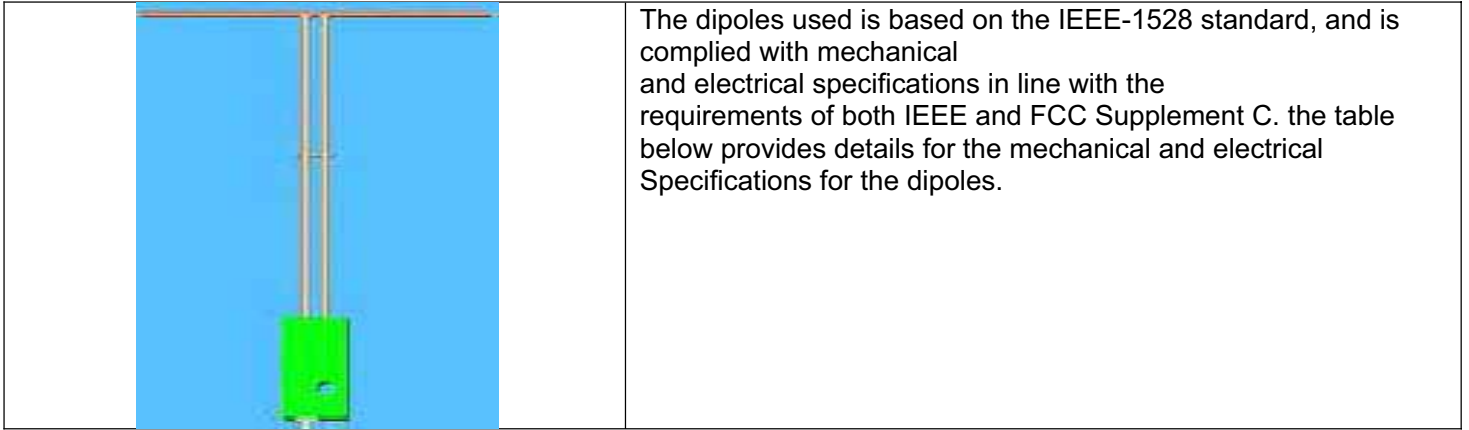 The dipoles used is based on the IEEE-1528 standard, and is
complied with mechanical
and electrical specifications in line with the
requirements of both IEEE and FCC Supplement C. the table
below provides details for the mechanical and electrical
Specifications for the dipoles.